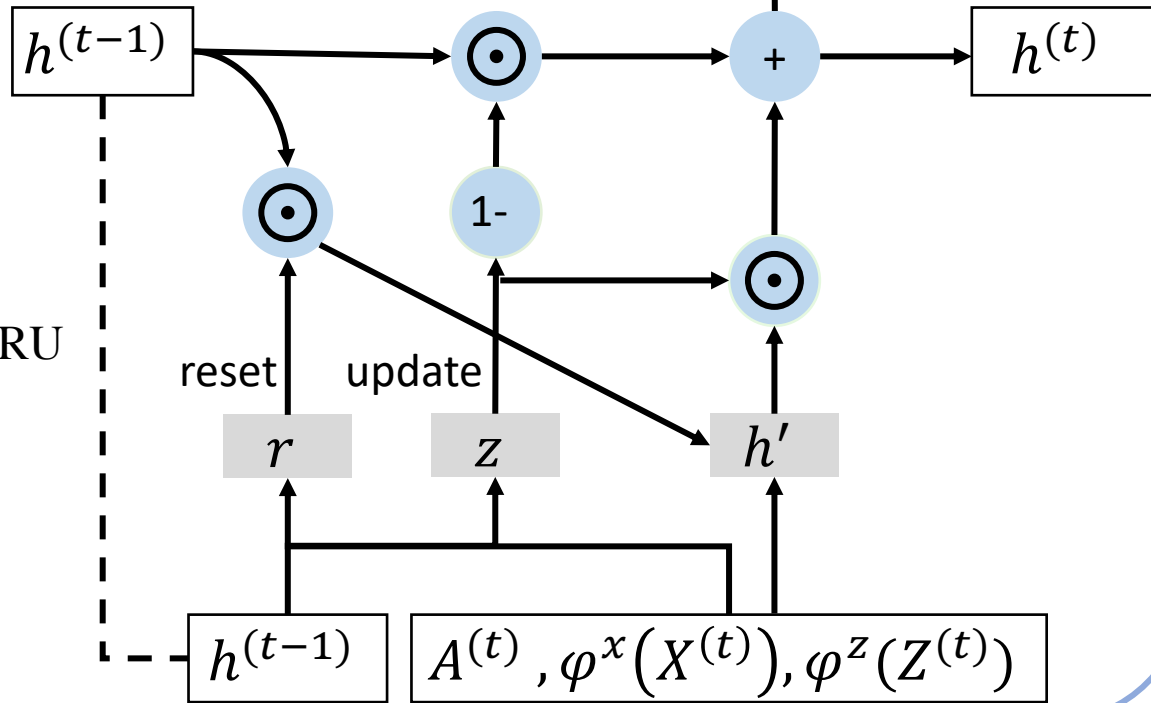 h^{(t−1)}
+
h^{(t)}
1-
RU
reset
update
r
z
h′
h^{(t−1)}
A^{(t)} , φ^x(X^{(t)}), φ^z(Z^{(t)})